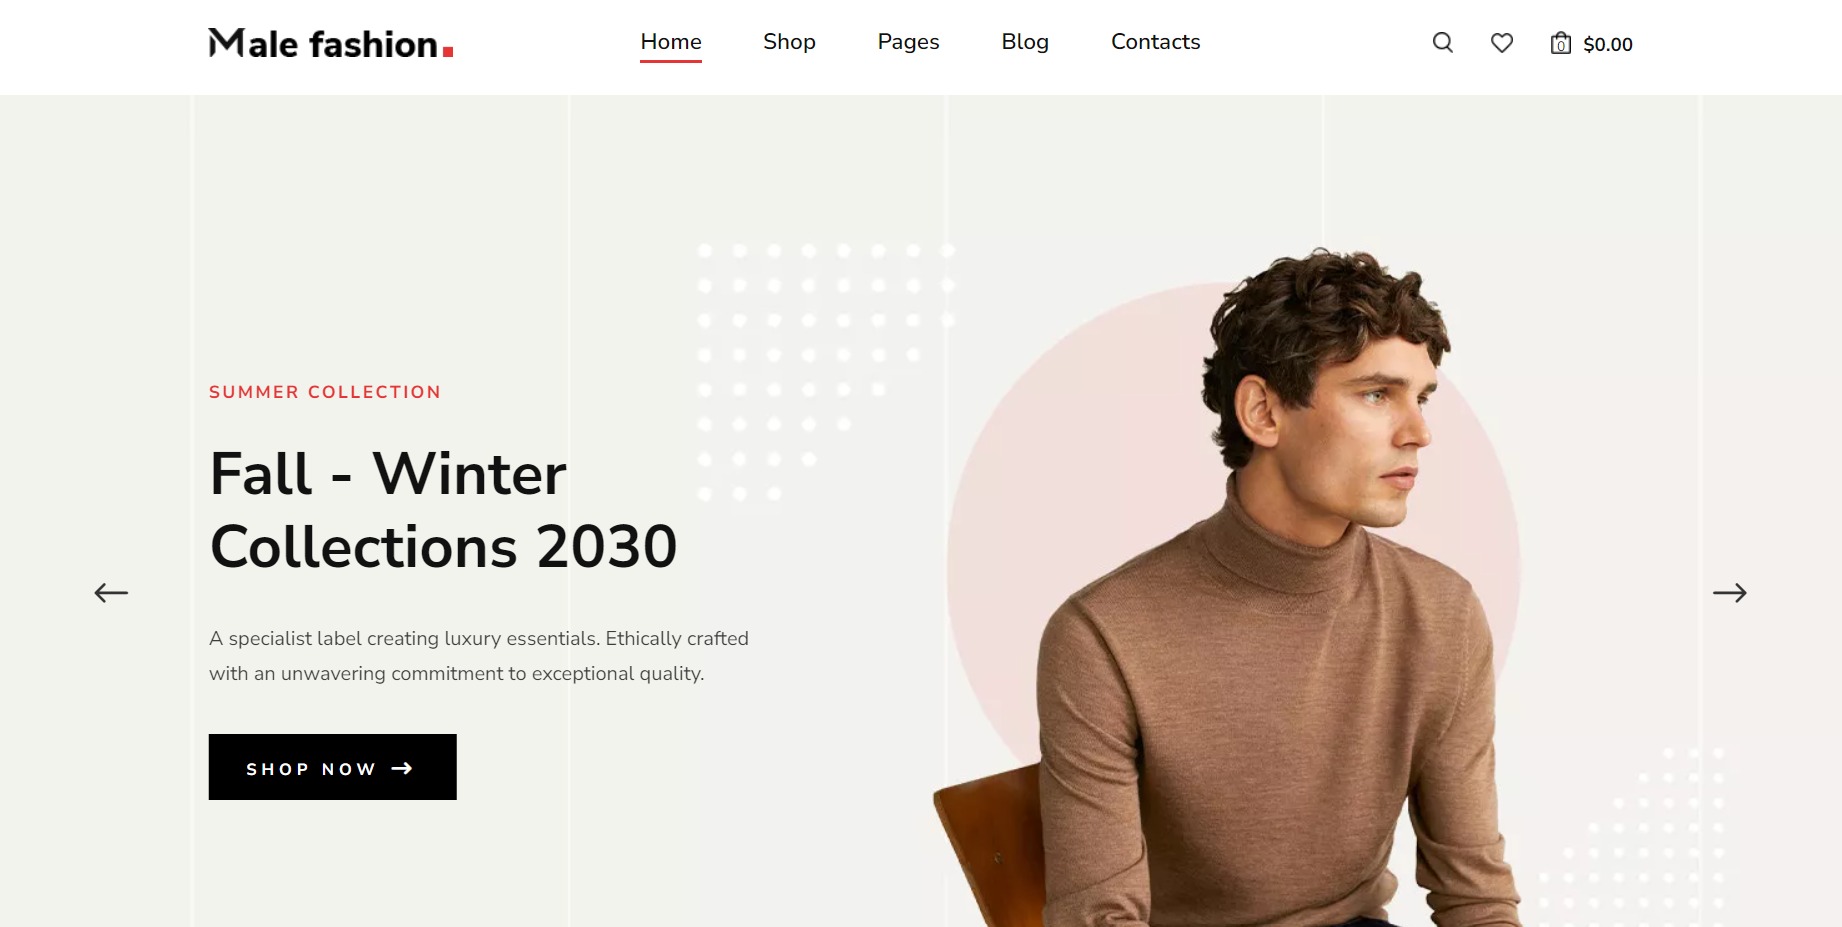 Male fashion.
Home Shop Pages Blog Contacts
0 $0.00
SUMMER COLLECTION
Fall - Winter
Collections 2030
A specialist label creating luxury essentials. Ethically crafted
with an unwavering commitment to exceptional quality.
SHOP NOW →